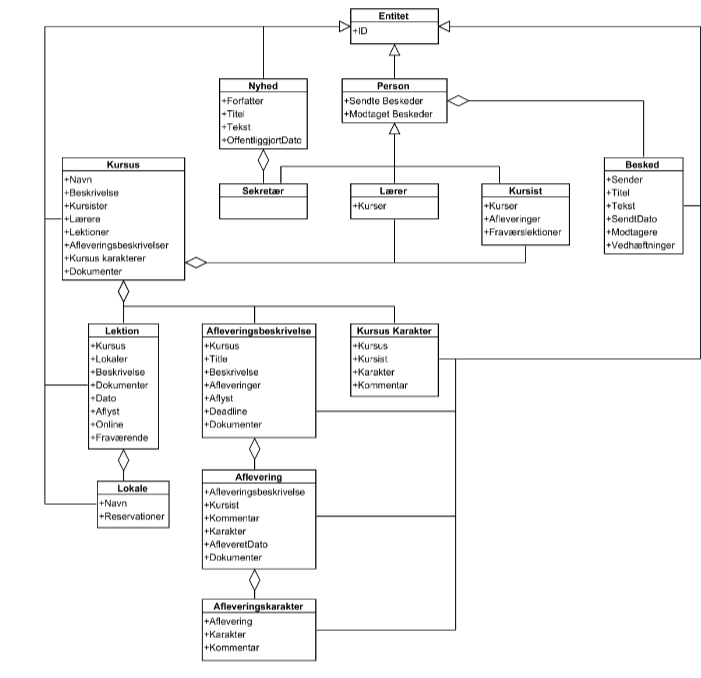 Entitet
+ID
Nyhed
+Forfatter
+Titel
+Tekst
+OffentliggjortDato
Person
+Sendte Beskeder
+Modtaget Beskeder
Kursus
+Navn
+Beskrivelse
+Kursister
+Lærere
+Lektioner
+Afleveringsbeskrivelser
+Kursus karakterer
+Dokumenter
Sekretær
Lærer
+Kurser
Kursist
+Kurser
+Afleveringer
+Fraværslektioner
Besked
+Sender
+Titel
+Tekst
+SendtDato
+Modtagere
+Vedhæftninger
Lektion
+Kursus
+Lokaler
+Beskrivelse
+Dokumenter
+Dato
+Aflyst
+Online
+Fraværende
Afleveringsbeskrivelse
+Kursus
+Title
+Beskrivelse
+Afleveringer
+Aflyst
+Deadline
+Dokumenter
Kursus Karakter
+Kursus
+Kursist
+Karakter
+Kommentar
Lokale
+Navn
+Reservationer
Aflevering
+Afleveringsbeskrivelse
+Kursist
+Kommentar
+Karakter
+AfleveretDato
+Dokumenter
Afleveringskarakter
+Aflevering
+Karakter
+Kommentar